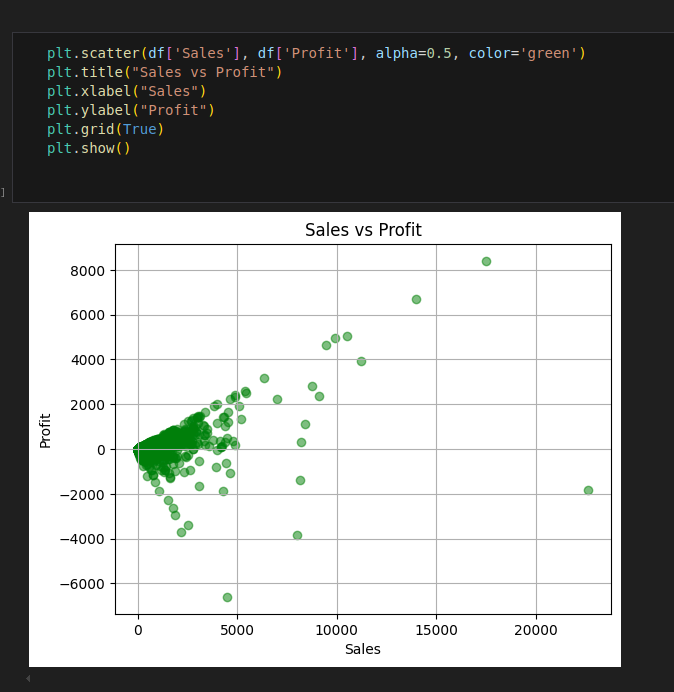 plt.scatter(df['Sales'], df['Profit'], alpha=0.5, color='green')
plt.title("Sales vs Profit")
plt.xlabel("Sales")
plt.ylabel("Profit")
plt.grid(True)
plt.show()
]
Sales vs Profit
8000
6000
4000
2000
0
−2000
−4000
−6000
Profit
0 5000 10000 15000 20000
Sales